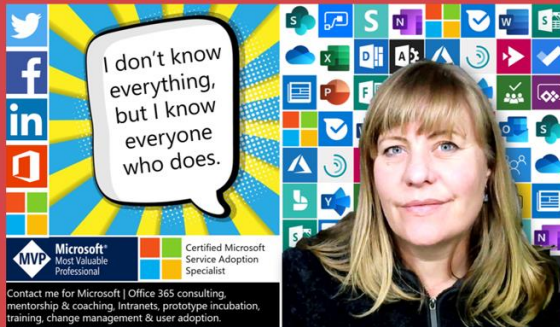 I don't know
everything,
but I know
everyone
who does.
MVP
Microsoft®
Most Valuable
Professional
Certified Microsoft
Service Adoption
Specialist
Contact me for Microsoft | Office 365 consulting,
mentorship & coaching, Intranets, prototype incubation,
training, change management & user adoption.